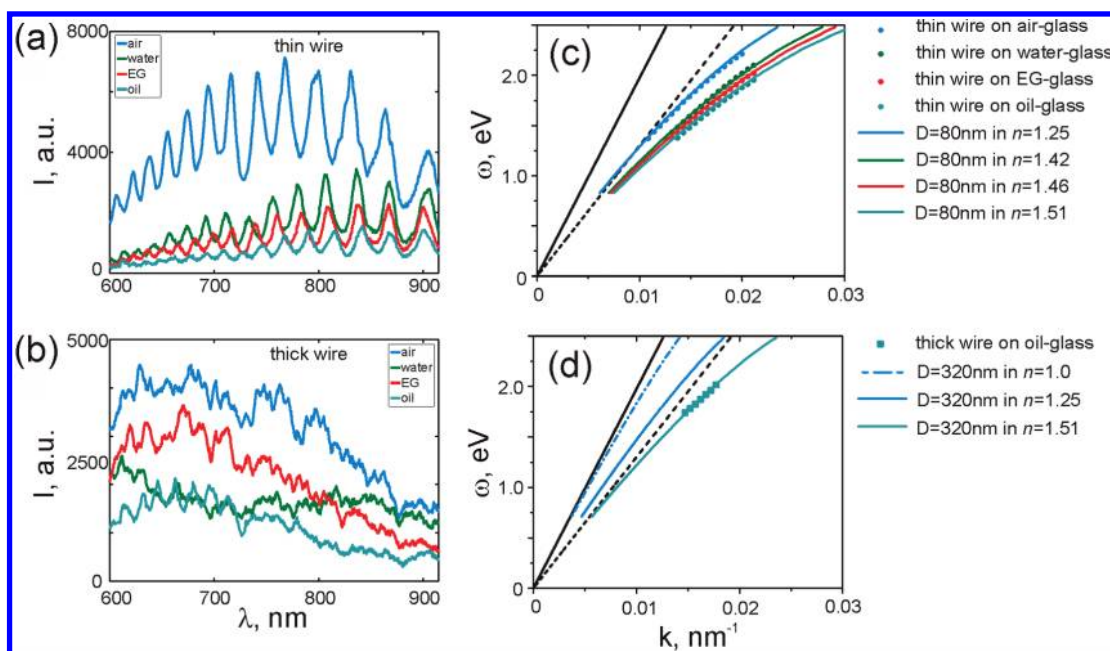 (a)
8000
4000
0
I, a.u.
thin wire
air
water
EG
oil
600
700
800
900
(b)
5000
2500
0
I, a.u.
thick wire
air
water
EG
oil
600
700
800
900
λ, nm
(c)
2.0
1.0
0
ω, eV
0
0.01
0.02
0.03
thin wire on air-glass
thin wire on water-glass
thin wire on EG-glass
thin wire on oil-glass
D=80nm in n=1.25
D=80nm in n=1.42
D=80nm in n=1.46
D=80nm in n=1.51
(d)
2.0
1.0
0
ω, eV
0
0.01
0.02
0.03
k, nm⁻¹
thick wire on oil-glass
D=320nm in n=1.0
D=320nm in n=1.25
D=320nm in n=1.51